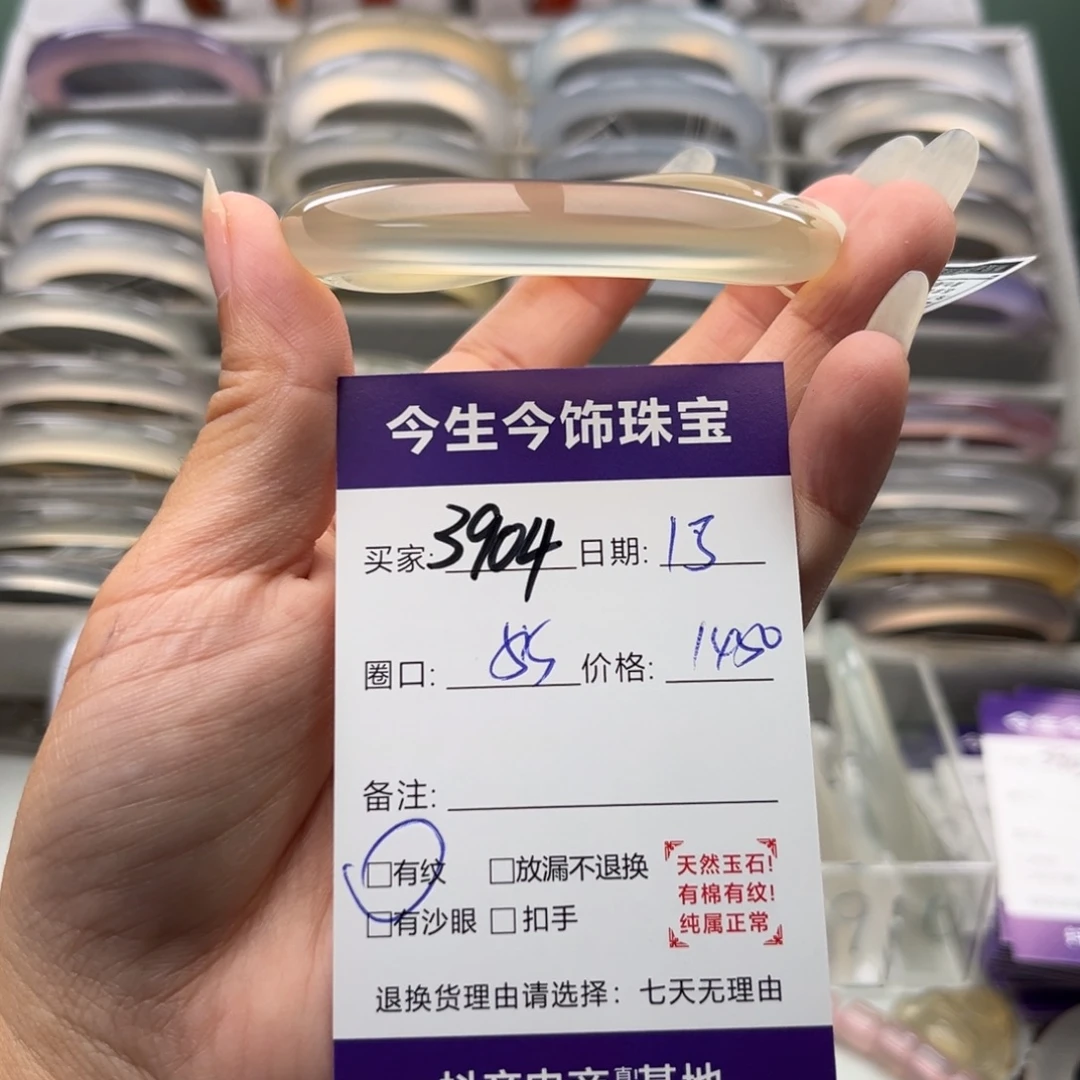 今生今饰珠宝
买家: 3904 日期: 13
圈口: 价格: 1450
备注:
□有纹 □放漏不退换
□有沙眼 □扣手
天然玉石!
有棉有纹!
纯属正常
退换货理由请选择：七天无理由